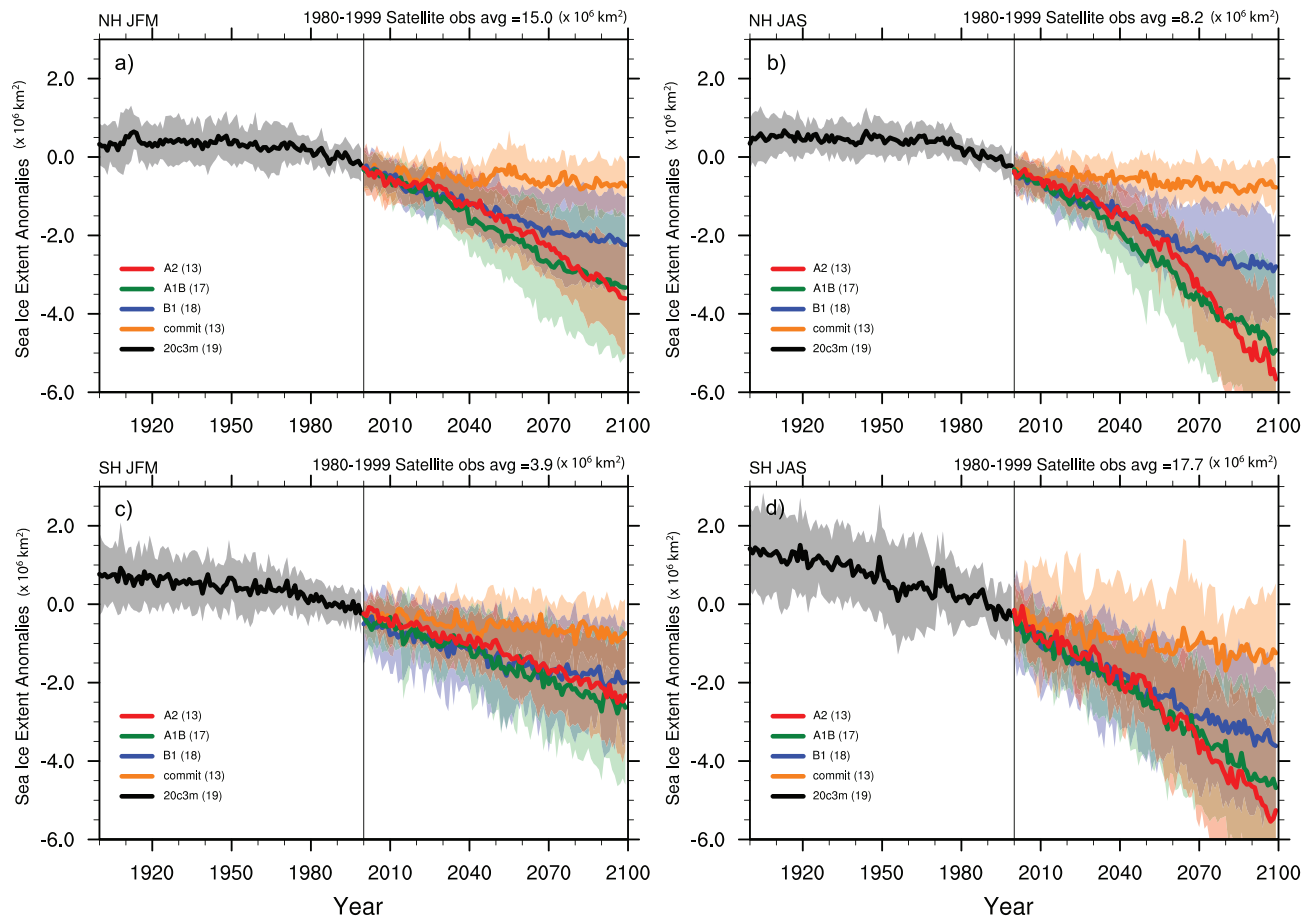 NH JFM
1980-1999 Satellite obs avg =15.0 (x 10⁶ km²)
a)
2.0
0.0
-2.0
-4.0
-6.0
Sea Ice Extent Anomalies (x 10⁶ km²)
A2 (13)
A1B (17)
B1 (18)
commit (13)
20c3m (19)
1920 1950 1980 2010 2040 2070 2100
NH JAS
1980-1999 Satellite obs avg =8.2 (x 10⁶ km²)
b)
2.0
0.0
-2.0
-4.0
-6.0
Sea Ice Extent Anomalies (x 10⁶ km²)
A2 (13)
A1B (17)
B1 (18)
commit (13)
20c3m (19)
1920 1950 1980 2010 2040 2070 2100
SH JFM
1980-1999 Satellite obs avg =3.9 (x 10⁶ km²)
c)
2.0
0.0
-2.0
-4.0
-6.0
Sea Ice Extent Anomalies (x 10⁶ km²)
A2 (13)
A1B (17)
B1 (18)
commit (13)
20c3m (19)
1920 1950 1980 2010 2040 2070 2100
Year
SH JAS
1980-1999 Satellite obs avg =17.7 (x 10⁶ km²)
d)
2.0
0.0
-2.0
-4.0
-6.0
Sea Ice Extent Anomalies (x 10⁶ km²)
A2 (13)
A1B (17)
B1 (18)
commit (13)
20c3m (19)
1920 1950 1980 2010 2040 2070 2100
Year